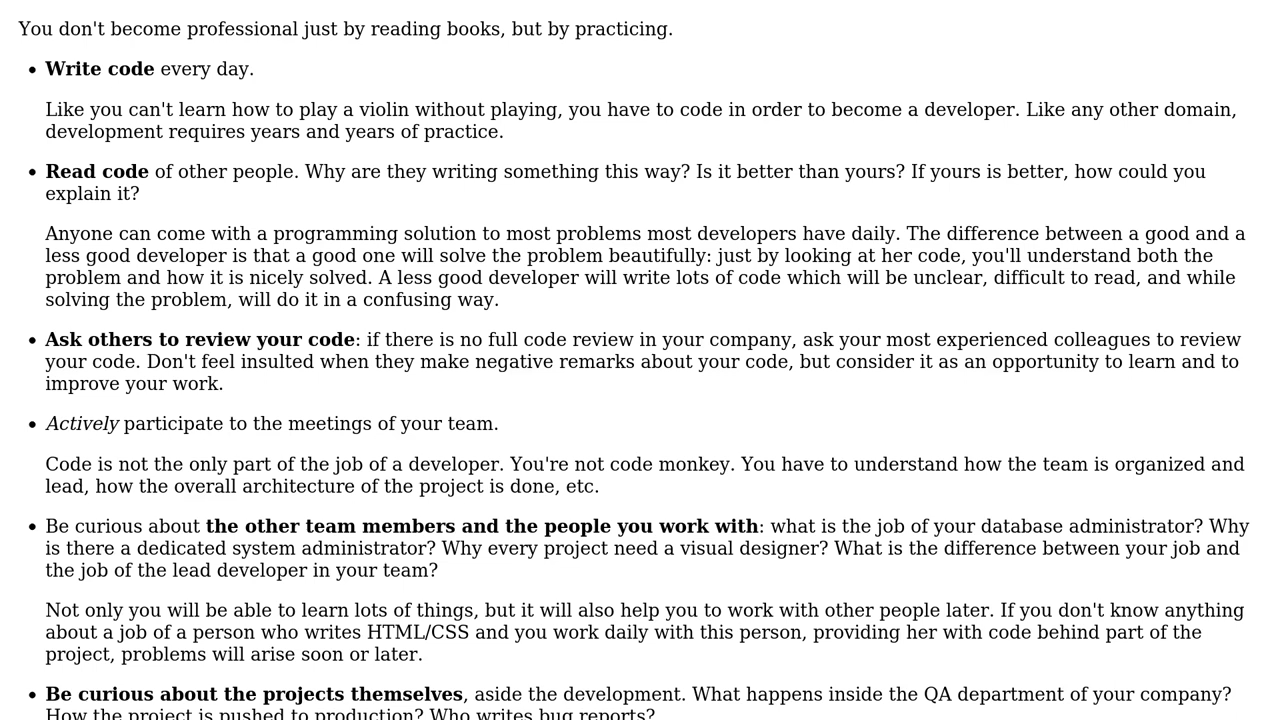 You don't become professional just by reading books, but by practicing.
• Write code every day.
Like you can't learn how to play a violin without playing, you have to code in order to become a developer. Like any other domain,
development requires years and years of practice.
• Read code of other people. Why are they writing something this way? Is it better than yours? If yours is better, how could you
explain it?
Anyone can come with a programming solution to most problems most developers have daily. The difference between a good and a
less good developer is that a good one will solve the problem beautifully: just by looking at her code, you'll understand both the
problem and how it is nicely solved. A less good developer will write lots of code which will be unclear, difficult to read, and while
solving the problem, will do it in a confusing way.
• Ask others to review your code: if there is no full code review in your company, ask your most experienced colleagues to review
your code. Don't feel insulted when they make negative remarks about your code, but consider it as an opportunity to learn and to
improve your work.
• Actively participate to the meetings of your team.
Code is not the only part of the job of a developer. You're not code monkey. You have to understand how the team is organized and
lead, how the overall architecture of the project is done, etc.
• Be curious about the other team members and the people you work with: what is the job of your database administrator? Why
is there a dedicated system administrator? Why every project need a visual designer? What is the difference between your job and
the job of the lead developer in your team?
Not only you will be able to learn lots of things, but it will also help you to work with other people later. If you don't know anything
about a job of a person who writes HTML/CSS and you work daily with this person, providing her with code behind part of the
project, problems will arise soon or later.
• Be curious about the projects themselves, aside the development. What happens inside the QA department of your company?
How the project is pushed to production? Who writes bug reports?